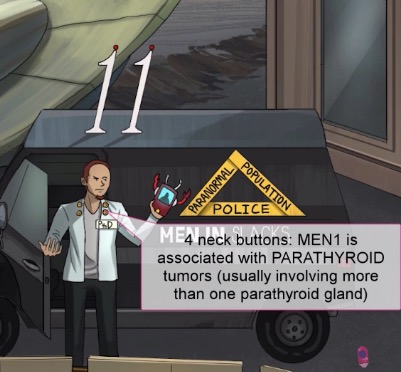 11
PARANORMAL
POPULATION
POLICE
MEN IN SLACKS
P&D
4 neck buttons: MEN1 is
associated with PARATHYROID
tumors (usually involving more
than one parathyroid gland)